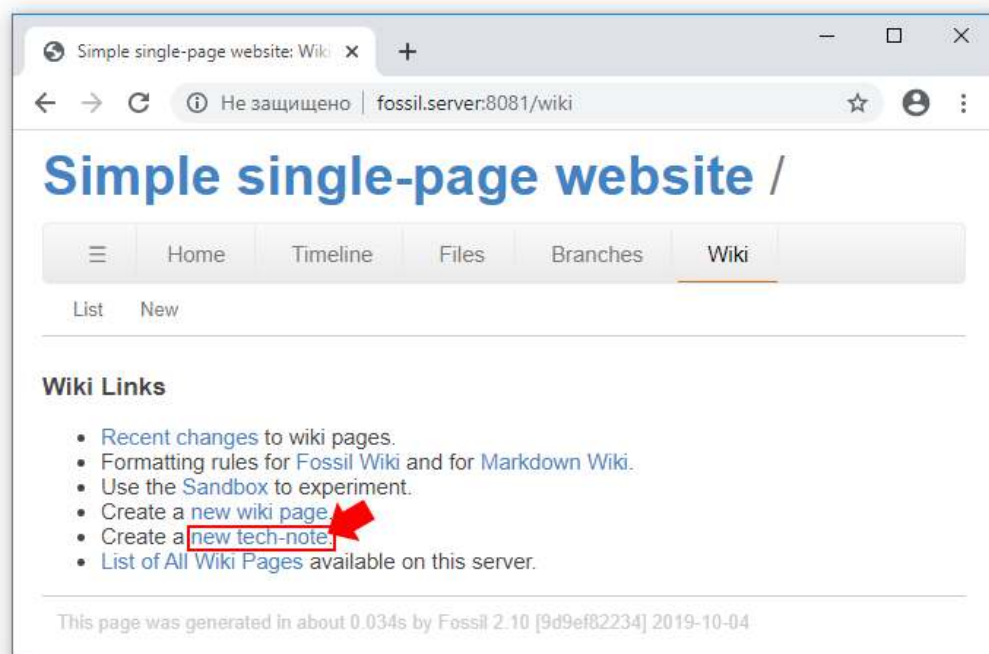 Simple single-page website: Wiki
Не защищено | fossil.server:8081/wiki
Simple single-page website /
☰ Home Timeline Files Branches Wiki
List New
Wiki Links
• Recent changes to wiki pages.
• Formatting rules for Fossil Wiki and for Markdown Wiki.
• Use the Sandbox to experiment.
• Create a new wiki page.
• Create a new tech-note.
• List of All Wiki Pages available on this server.
This page was generated in about 0.034s by Fossil 2.10 [9d9ef82234] 2019-10-04